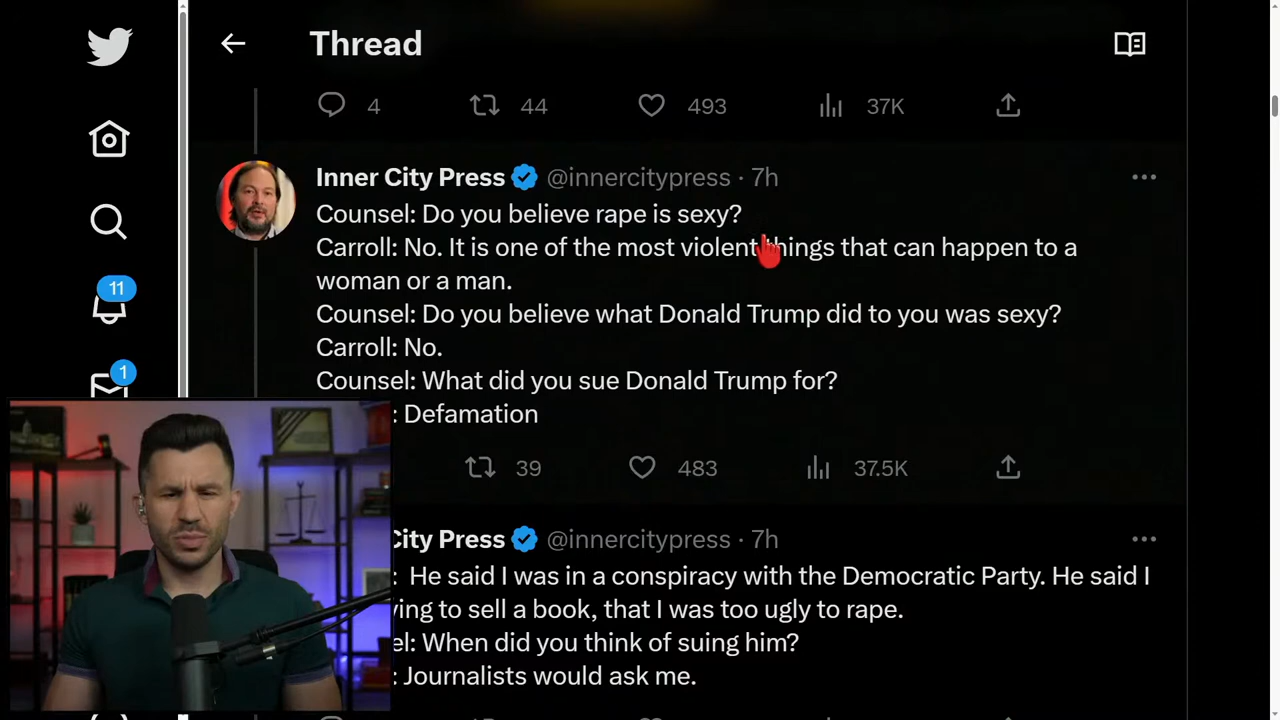 Thread
4 44 493 37K
Inner City Press @innercitypress · 7h
Counsel: Do you believe rape is sexy?
Carroll: No. It is one of the most violent things that can happen to a
woman or a man.
Counsel: Do you believe what Donald Trump did to you was sexy?
Carroll: No.
Counsel: What did you sue Donald Trump for?
: Defamation
39 483 37.5K
City Press @innercitypress · 7h
: He said I was in a conspiracy with the Democratic Party. He said I
ying to sell a book, that I was too ugly to rape.
el: When did you think of suing him?
: Journalists would ask me.
11
1